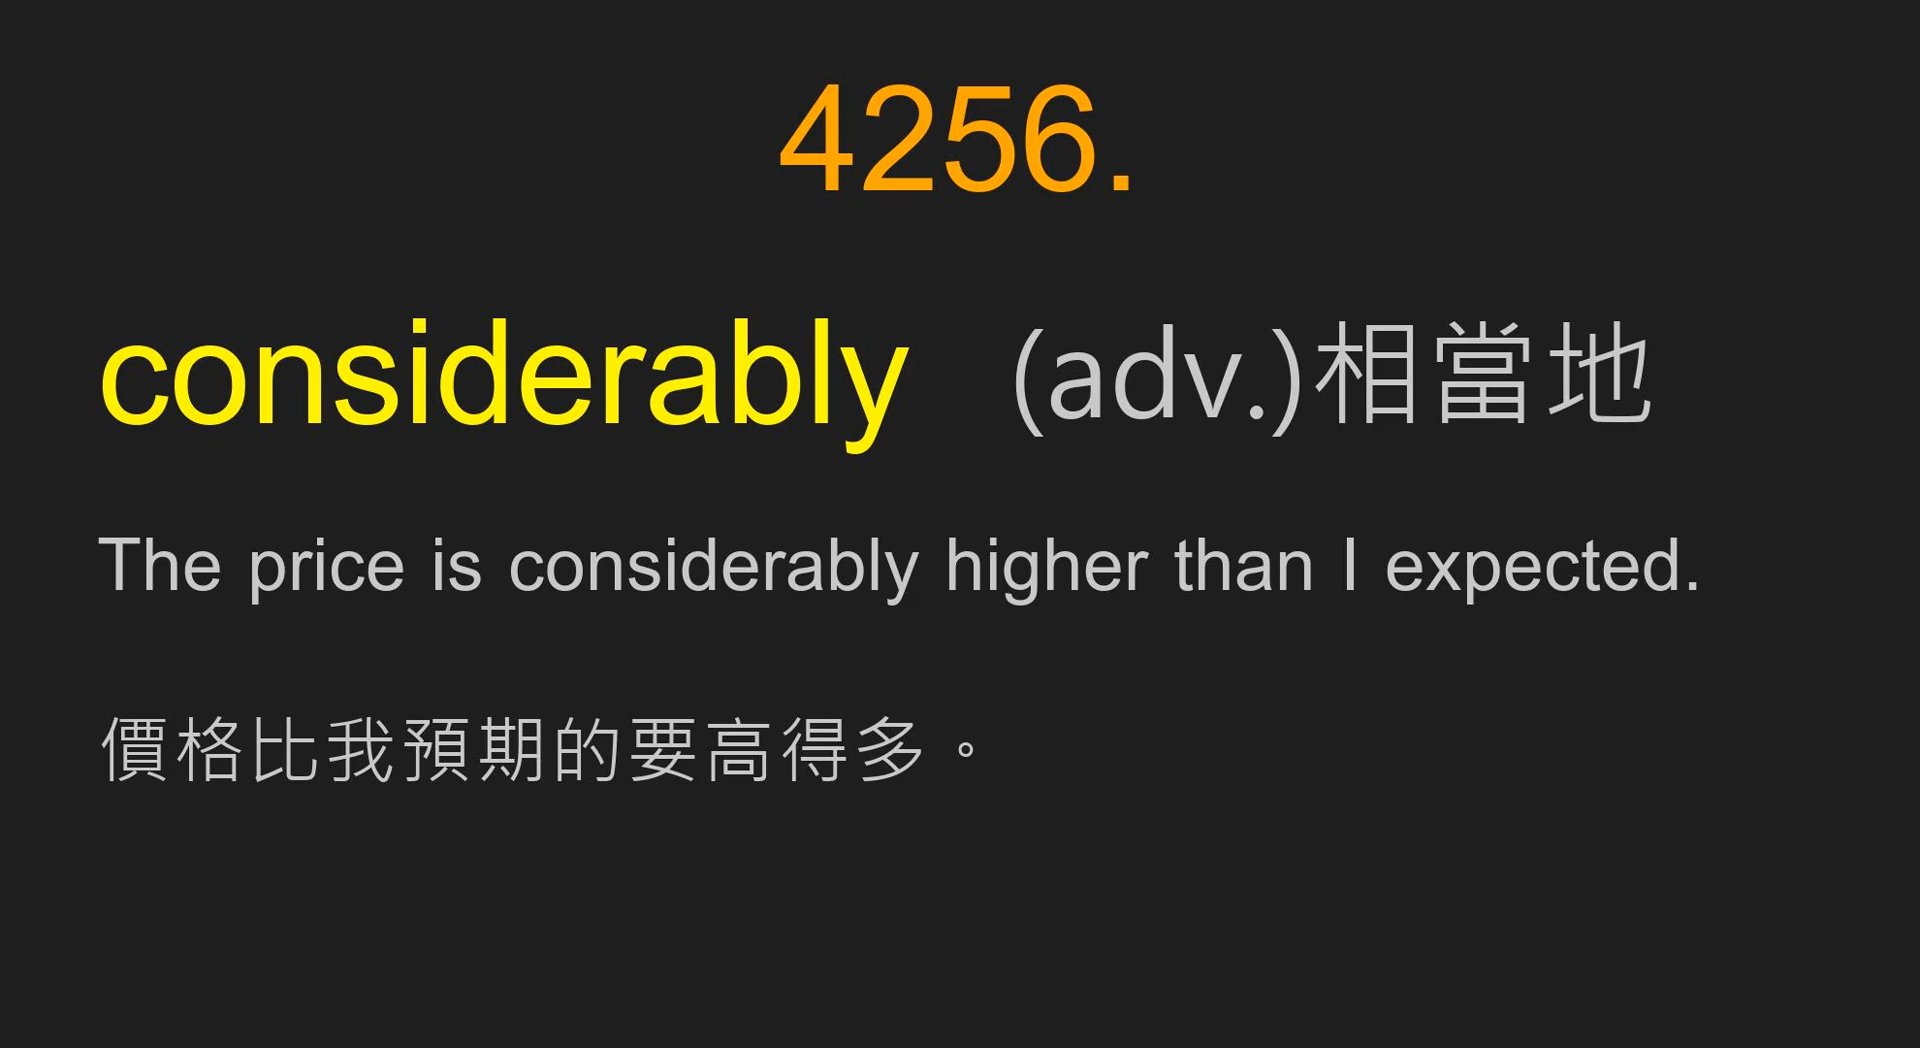 4256.
considerably (adv.)相當地
The price is considerably higher than I expected.
價格比我預期的要高得多。